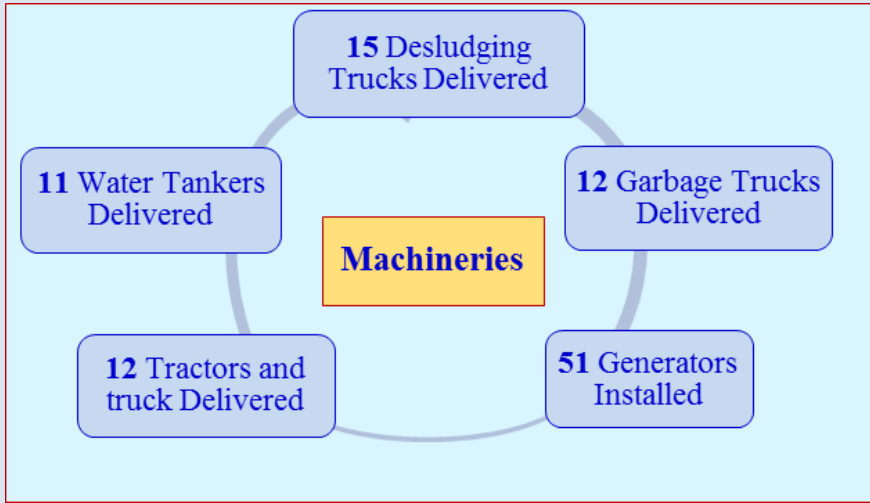 15 Desludging
Trucks Delivered
12 Garbage Trucks
Delivered
51 Generators
Installed
12 Tractors and
truck Delivered
11 Water Tankers
Delivered
Machineries